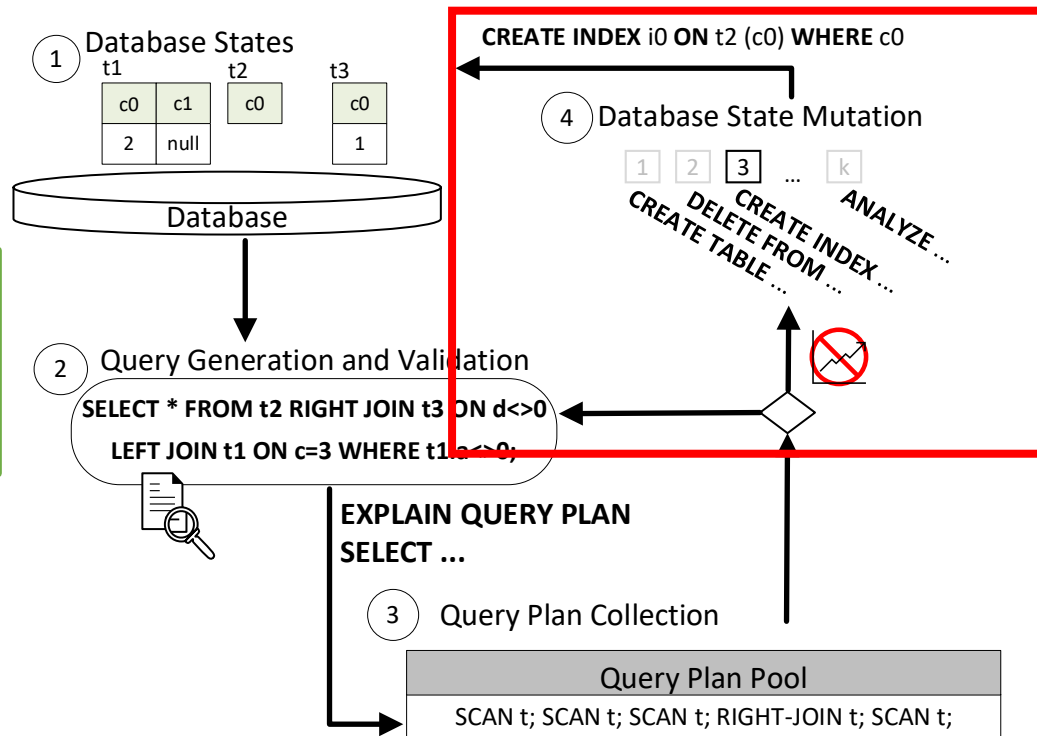 CREATE INDEX i0 ON t2 (c0) WHERE c0
1 Database States
t1 t2 t3
c0 c1 c0 c0
2 null 1
Database
4 Database State Mutation
1 2 3 ... k
CREATE TABLE ...
DELETE FROM ...
CREATE INDEX ...
ANALYZE ...
2 Query Generation and Validation
SELECT * FROM t2 RIGHT JOIN t3 ON d<>0
LEFT JOIN t1 ON c=3 WHERE t1.a<>0;
EXPLAIN QUERY PLAN
SELECT ...
3 Query Plan Collection
Query Plan Pool
SCAN t; SCAN t; SCAN t; RIGHT-JOIN t; SCAN t;